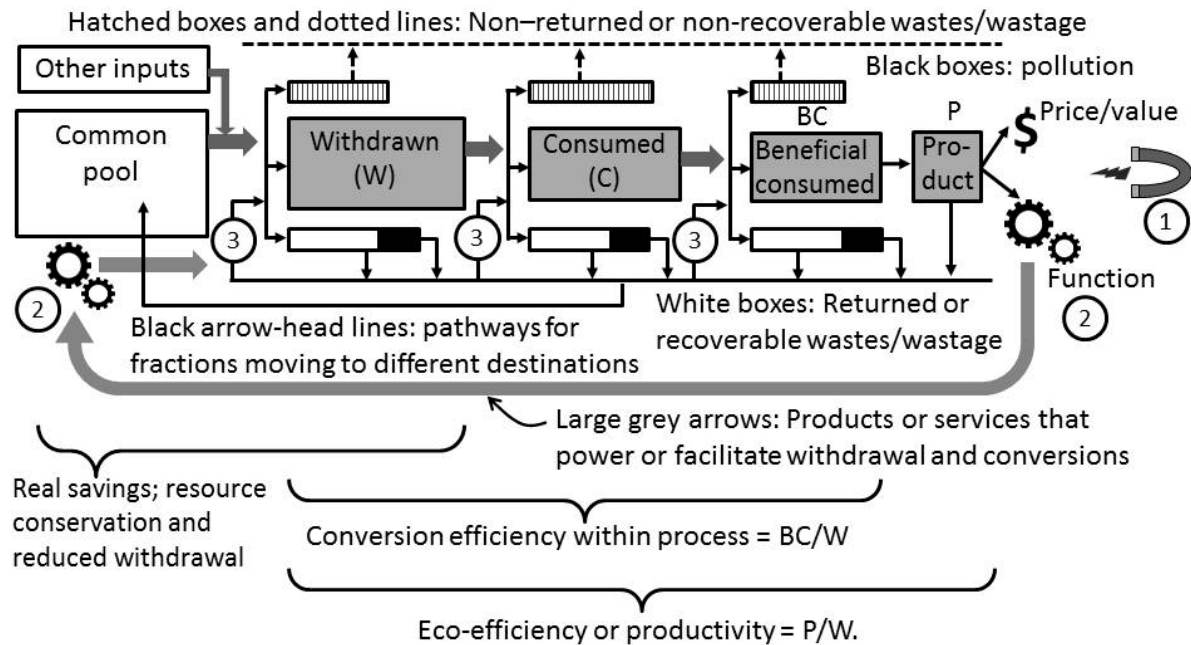 Hatched boxes and dotted lines: Non–returned or non-recoverable wastes/wastage
Other inputs
Black boxes: pollution
Common
pool
Withdrawn
(W)
Consumed
(C)
BC
Beneficial
consumed
P
Pro-
duct
$
Price/value
1
3
3
3
2
Function
2
White boxes: Returned or
recoverable wastes/wastage
Black arrow-head lines: pathways for
fractions moving to different destinations
Large grey arrows: Products or services that
power or facilitate withdrawal and conversions
Real savings; resource
conservation and
reduced withdrawal
Conversion efficiency within process = BC/W
Eco-efficiency or productivity = P/W.